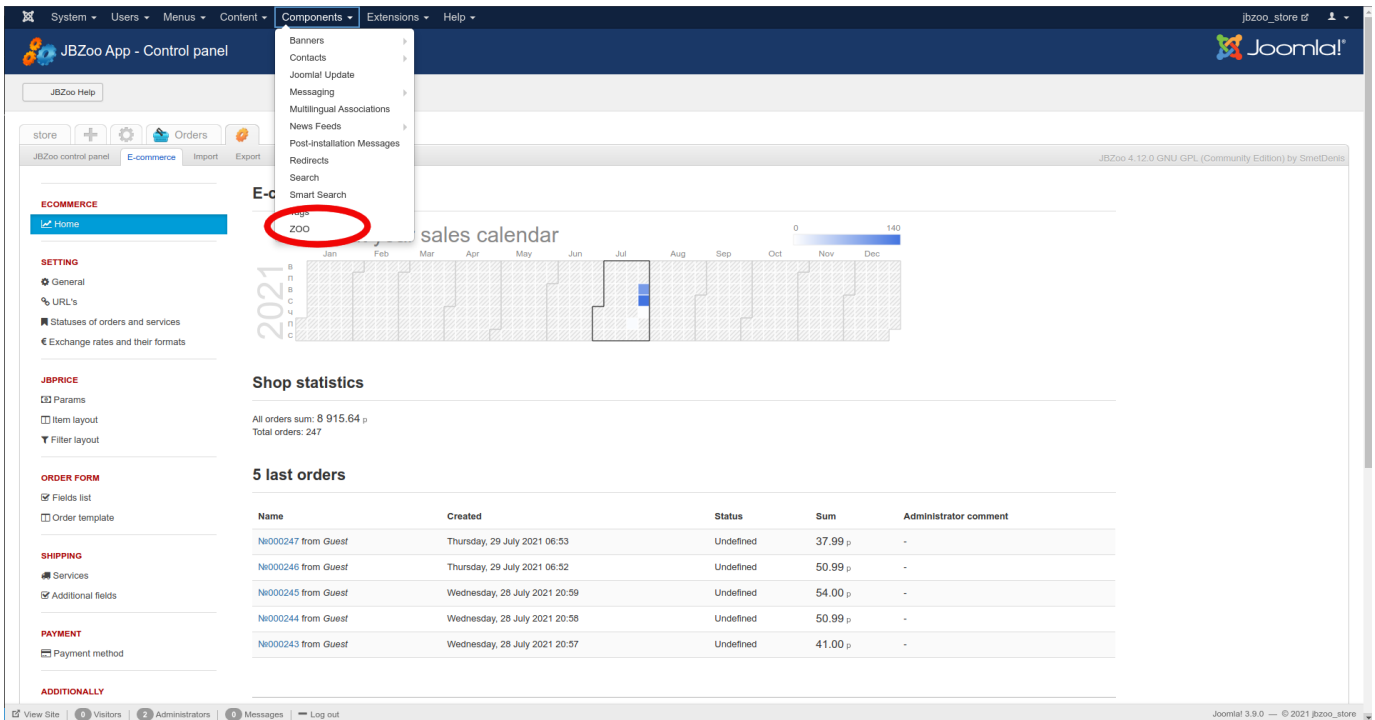 System Users Menus Content Components Extensions Help jbzoo_store
JBZoo App - Control panel
Joomla!®
JBZoo Help
Banners
Contacts
Joomla! Update
Messaging
Multilingual Associations
News Feeds
Post-installation Messages
Redirects
Search
Smart Search
Tags
ZOO
store Orders
JBZoo control panel E-commerce Import Export JBZoo 4.12.0 GNU GPL (Community Edition) by SmetDenis
ECOMMERCE
Home
SETTING
General
URL's
Statuses of orders and services
€ Exchange rates and their formats
JBPRICE
Params
Item layout
Filter layout
ORDER FORM
Fields list
Order template
SHIPPING
Services
Additional fields
PAYMENT
Payment method
ADDITIONALLY
E-c
sales calendar
0 140
Jan Feb Mar Apr May Jun Jul Aug Sep Oct Nov Dec
2021
В
П
В
С
Ч
П
С
Shop statistics
All orders sum: 8 915.64 р
Total orders: 247
5 last orders
Name Created Status Sum Administrator comment
№000247 from Guest Thursday, 29 July 2021 06:53 Undefined 37.99 р -
№000246 from Guest Thursday, 29 July 2021 06:52 Undefined 50.99 р -
№000245 from Guest Wednesday, 28 July 2021 20:59 Undefined 54.00 р -
№000244 from Guest Wednesday, 28 July 2021 20:58 Undefined 50.99 р -
№000243 from Guest Wednesday, 28 July 2021 20:57 Undefined 41.00 р -
View Site 0 Visitors 2 Administrators 0 Messages Log out Joomla! 3.9.0 — © 2021 jbzoo_store